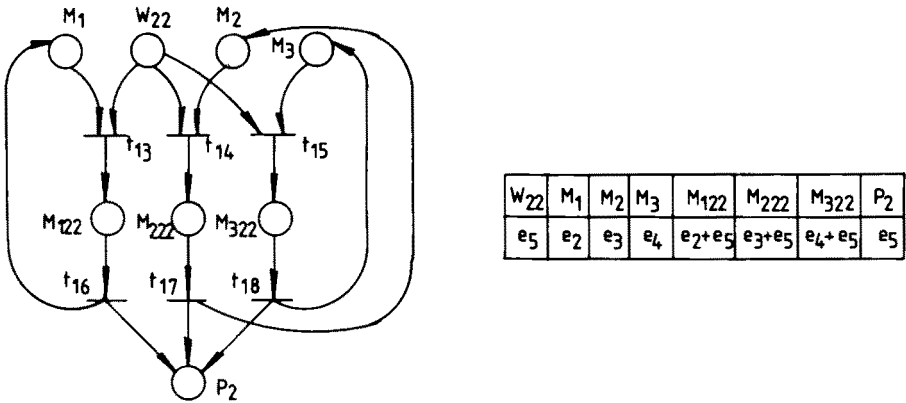 M₁ W₂₂ M₂ M₃
t₁₃ t₁₄ t₁₅
M₁₂₂ M₂₂₂ M₃₂₂
t₁₆ t₁₇ t₁₈
P₂
W₂₂ M₁ M₂ M₃ M₁₂₂ M₂₂₂ M₃₂₂ P₂
e₅ e₂ e₃ e₄ e₂+e₅ e₃+e₅ e₄+e₅ e₅